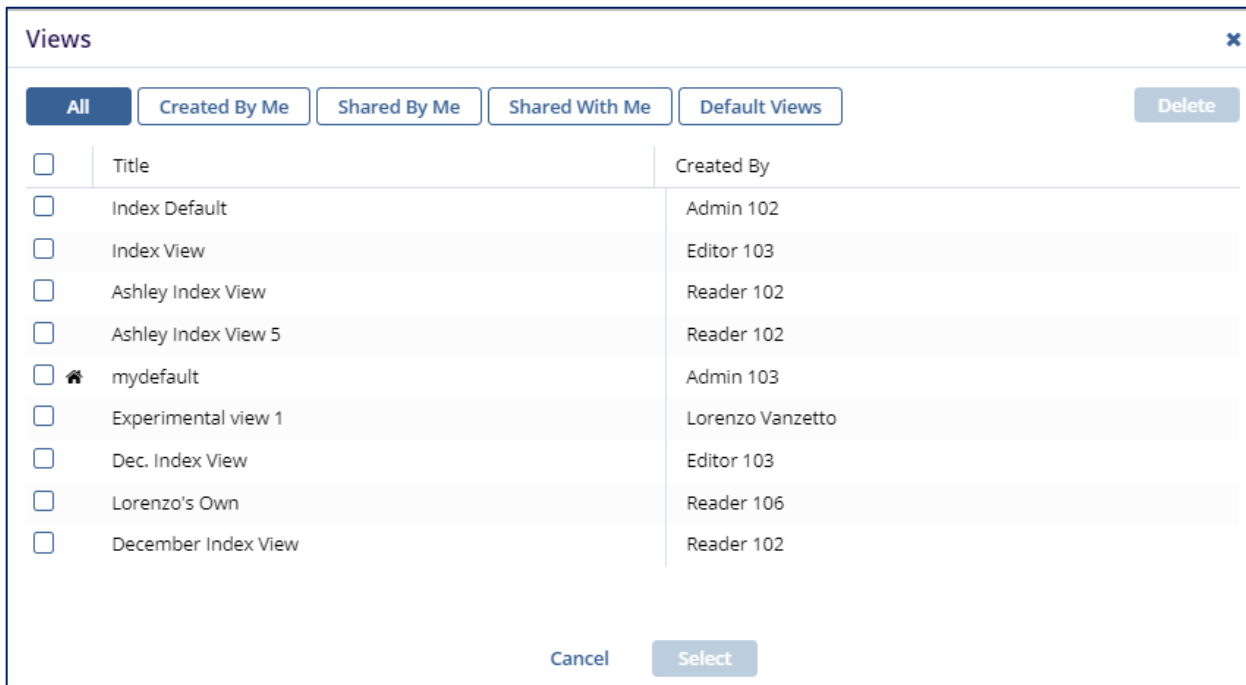 Views
All Created By Me Shared By Me Shared With Me Default Views Delete
Title Created By
Index Default Admin 102
Index View Editor 103
Ashley Index View Reader 102
Ashley Index View 5 Reader 102
mydefault Admin 103
Experimental view 1 Lorenzo Vanzetto
Dec. Index View Editor 103
Lorenzo's Own Reader 106
December Index View Reader 102
Cancel Select